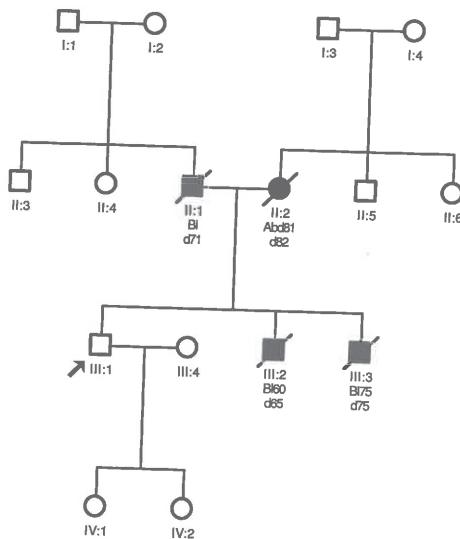 I:1
I:2
I:3
I:4
II:3
II:4
II:1
Bl
d71
II:2
Abd81
d82
II:5
II:6
III:1
III:4
III:2
Bl60
d65
III:3
Bl75
d75
IV:1
IV:2